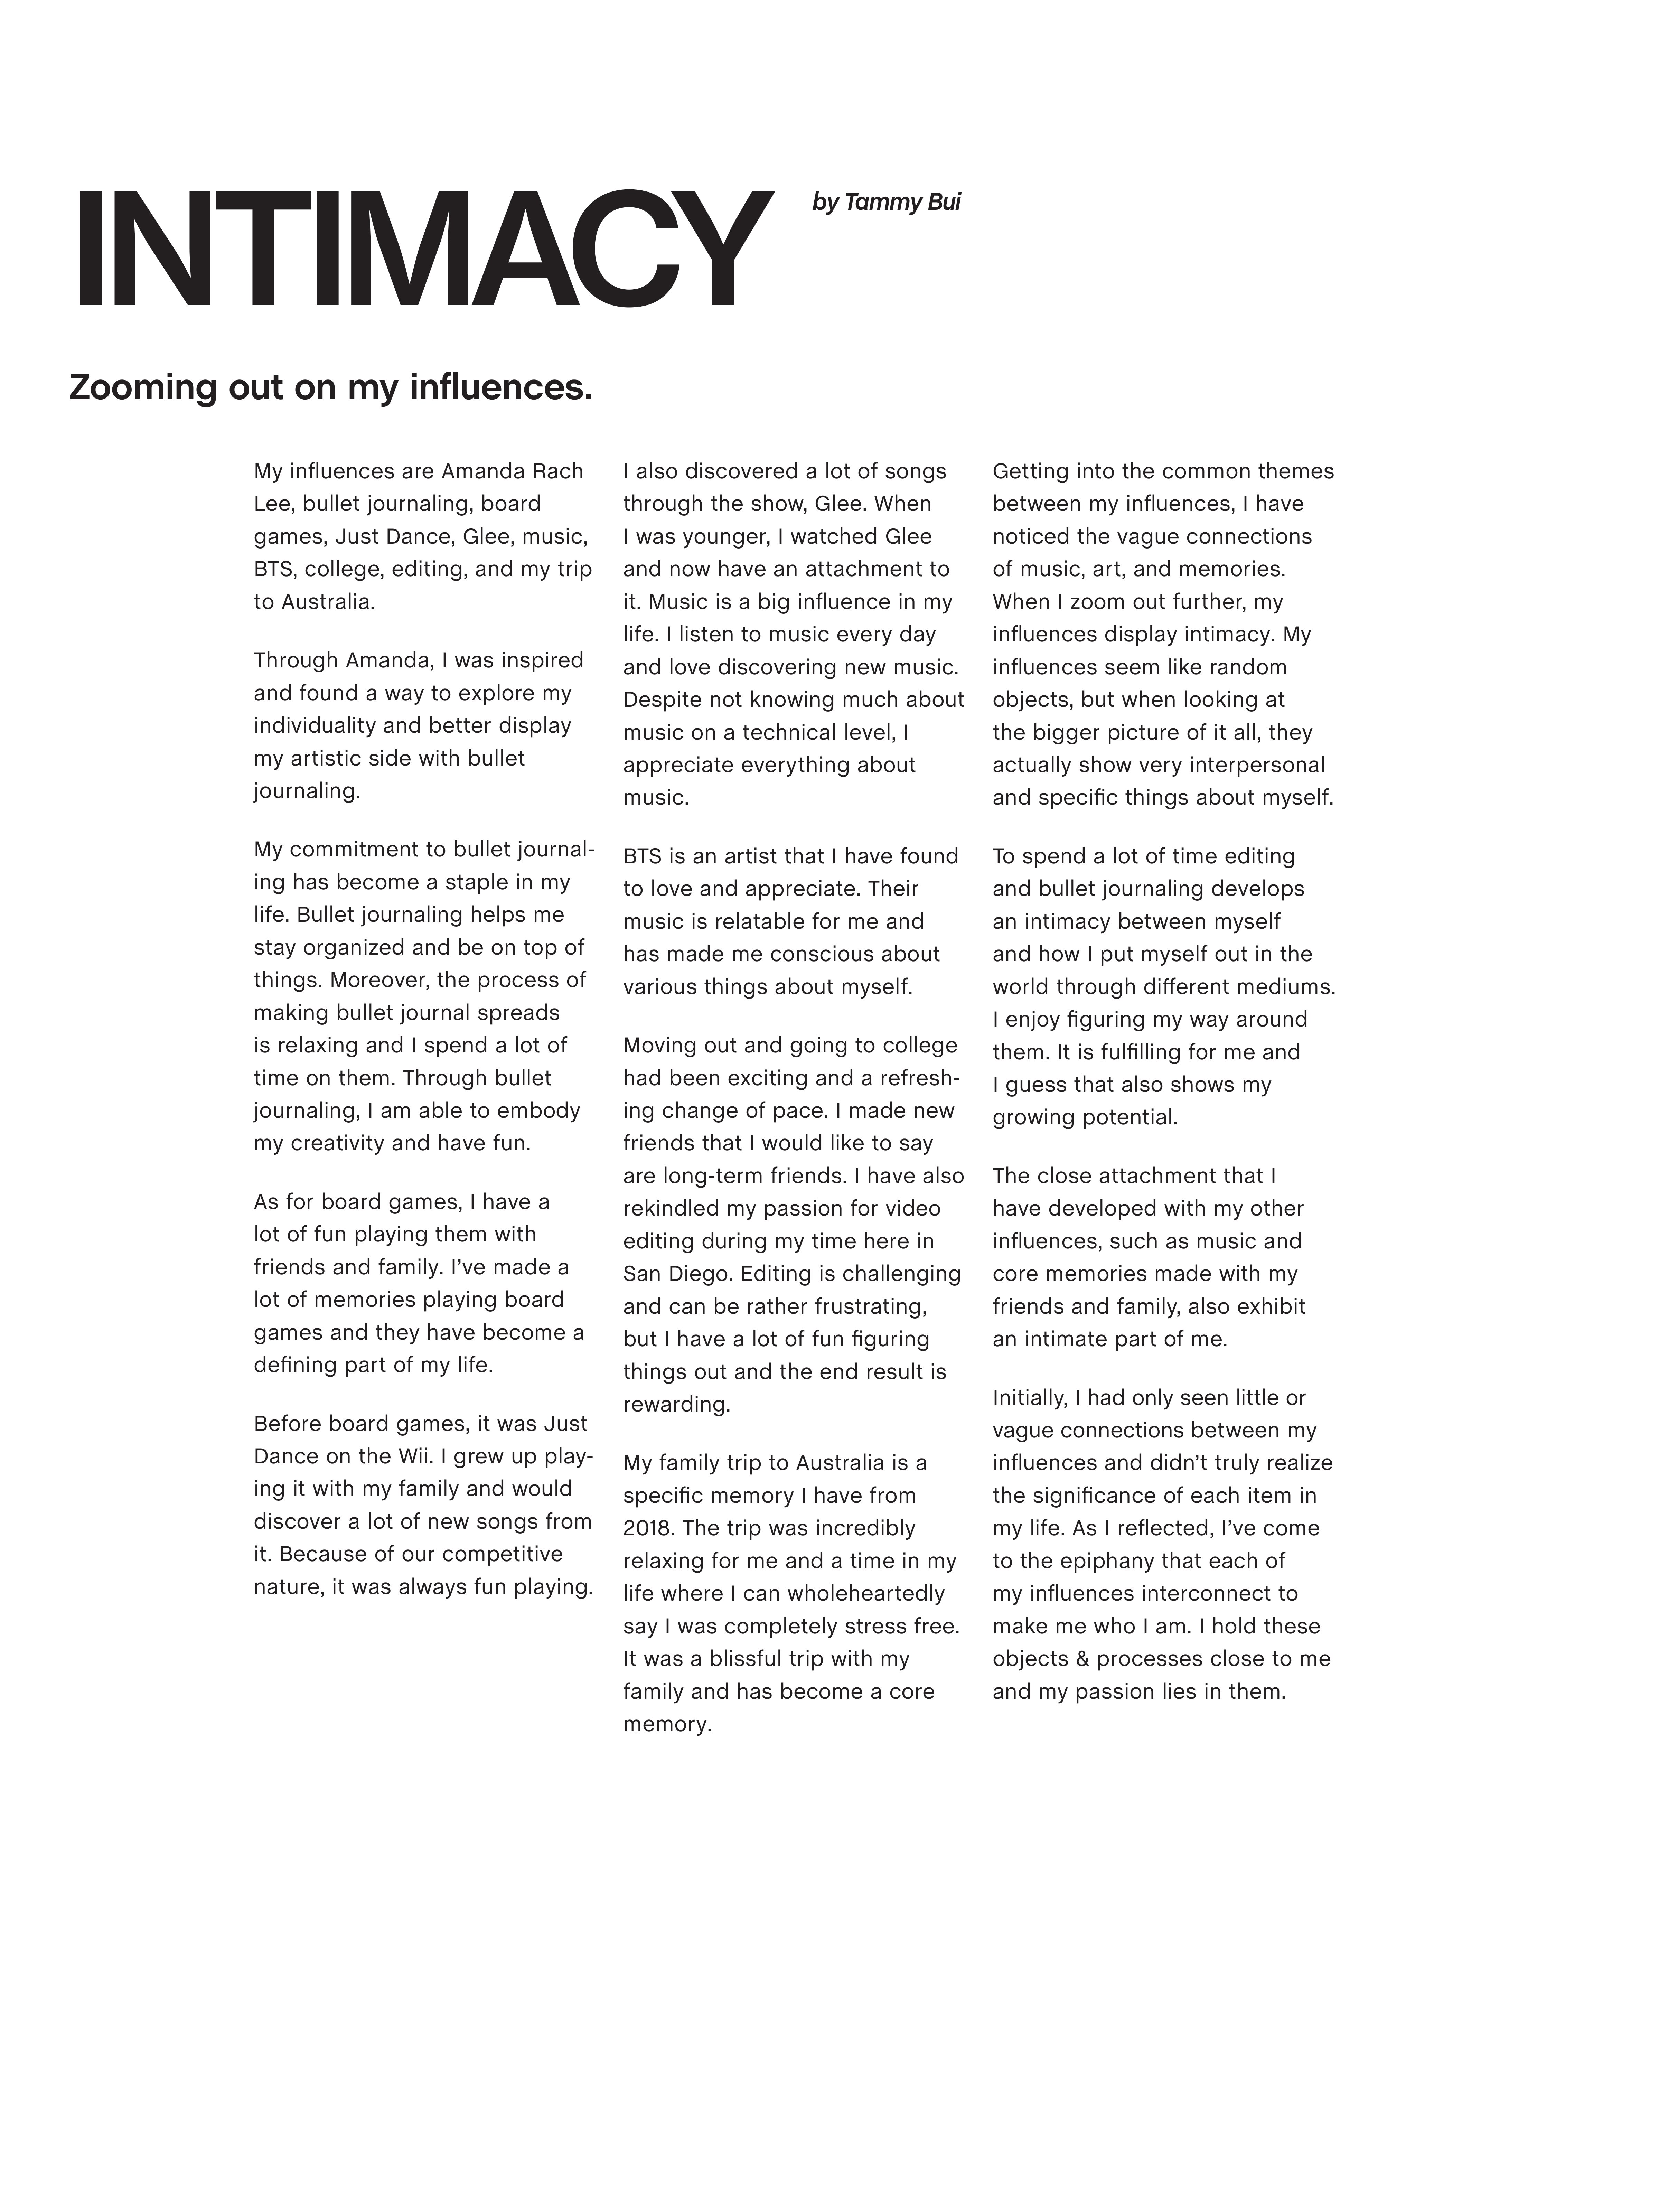 INTIMACY
by Tammy Bui
Zooming out on my influences.
My influences are Amanda Rach
Lee, bullet journaling, board
games, Just Dance, Glee, music,
BTS, college, editing, and my trip
to Australia.
Through Amanda, I was inspired
and found a way to explore my
individuality and better display
my artistic side with bullet
journaling.
My commitment to bullet journal-
ing has become a staple in my
life. Bullet journaling helps me
stay organized and be on top of
things. Moreover, the process of
making bullet journal spreads
is relaxing and I spend a lot of
time on them. Through bullet
journaling, I am able to embody
my creativity and have fun.
As for board games, I have a
lot of fun playing them with
friends and family. I’ve made a
lot of memories playing board
games and they have become a
defining part of my life.
Before board games, it was Just
Dance on the Wii. I grew up play-
ing it with my family and would
discover a lot of new songs from
it. Because of our competitive
nature, it was always fun playing.
I also discovered a lot of songs
through the show, Glee. When
I was younger, I watched Glee
and now have an attachment to
it. Music is a big influence in my
life. I listen to music every day
and love discovering new music.
Despite not knowing much about
music on a technical level, I
appreciate everything about
music.
BTS is an artist that I have found
to love and appreciate. Their
music is relatable for me and
has made me conscious about
various things about myself.
Moving out and going to college
had been exciting and a refresh-
ing change of pace. I made new
friends that I would like to say
are long-term friends. I have also
rekindled my passion for video
editing during my time here in
San Diego. Editing is challenging
and can be rather frustrating,
but I have a lot of fun figuring
things out and the end result is
rewarding.
My family trip to Australia is a
specific memory I have from
2018. The trip was incredibly
relaxing for me and a time in my
life where I can wholeheartedly
say I was completely stress free.
It was a blissful trip with my
family and has become a core
memory.
Getting into the common themes
between my influences, I have
noticed the vague connections
of music, art, and memories.
When I zoom out further, my
influences display intimacy. My
influences seem like random
objects, but when looking at
the bigger picture of it all, they
actually show very interpersonal
and specific things about myself.
To spend a lot of time editing
and bullet journaling develops
an intimacy between myself
and how I put myself out in the
world through different mediums.
I enjoy figuring my way around
them. It is fulfilling for me and
I guess that also shows my
growing potential.
The close attachment that I
have developed with my other
influences, such as music and
core memories made with my
friends and family, also exhibit
an intimate part of me.
Initially, I had only seen little or
vague connections between my
influences and didn’t truly realize
the significance of each item in
my life. As I reflected, I’ve come
to the epiphany that each of
my influences interconnect to
make me who I am. I hold these
objects & processes close to me
and my passion lies in them.